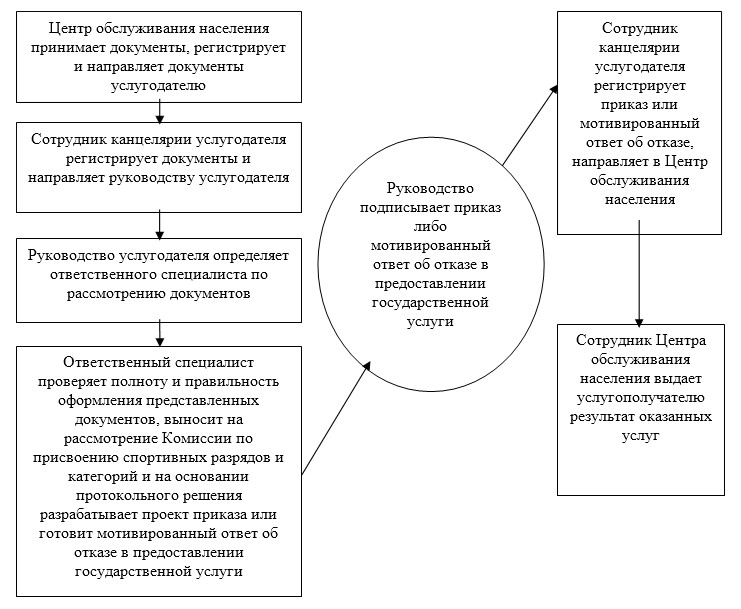 Центр обслуживания населения
принимает документы, регистрирует
и направляет документы
услугодателю
Сотрудник канцелярии услугодателя
регистрирует документы и
направляет руководству услугодателя
Руководство услугодателя определяет
ответственного специалиста по
рассмотрению документов
Ответственный специалист
проверяет полноту и правильность
оформления представленных
документов, выносит на
рассмотрение Комиссии по
присвоению спортивных разрядов и
категорий и на основании
протокольного решения
разрабатывает проект приказа или
готовит мотивированный ответ об
отказе в предоставлении
государственной услуги
Руководство
подписывает приказ
либо
мотивированный
ответ об отказе в
предоставлении
государственной
услуги
Сотрудник
канцелярии
услугодателя
регистрирует
приказ или
мотивированный
ответ об отказе,
направляет в Центр
обслуживания
населения
Сотрудник Центра
обслуживания
населения выдает
услугополучателю
результат оказанных
услуг